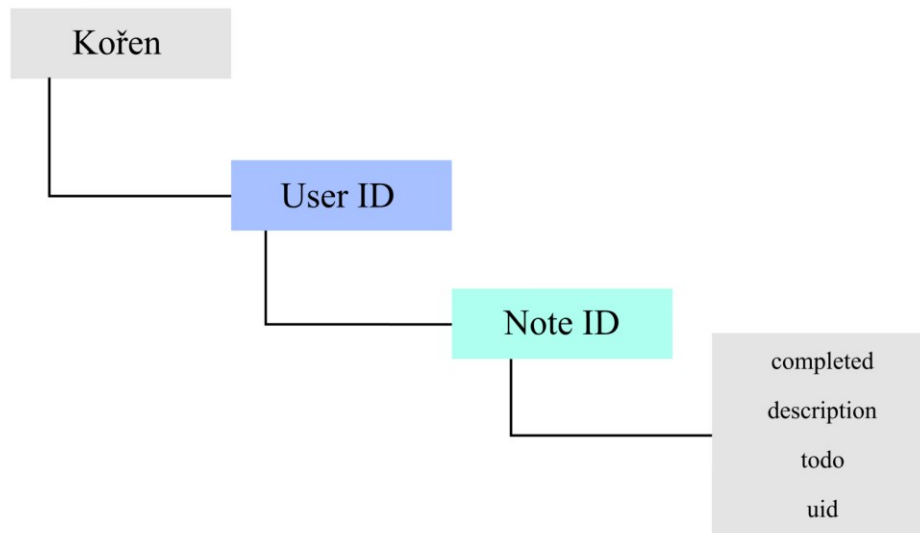 Kořen
User ID
Note ID
completed
description
todo
uid